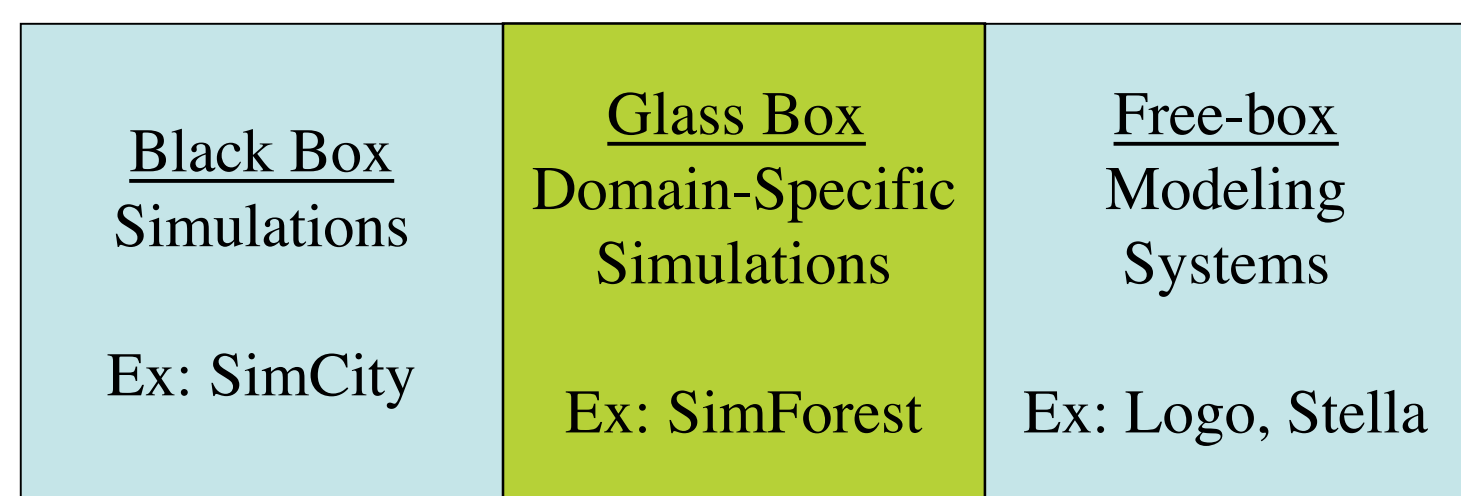 Black Box
Simulations
Ex: SimCity
Glass Box
Domain-Specific
Simulations
Ex: SimForest
Free-box
Modeling
Systems
Ex: Logo, Stella